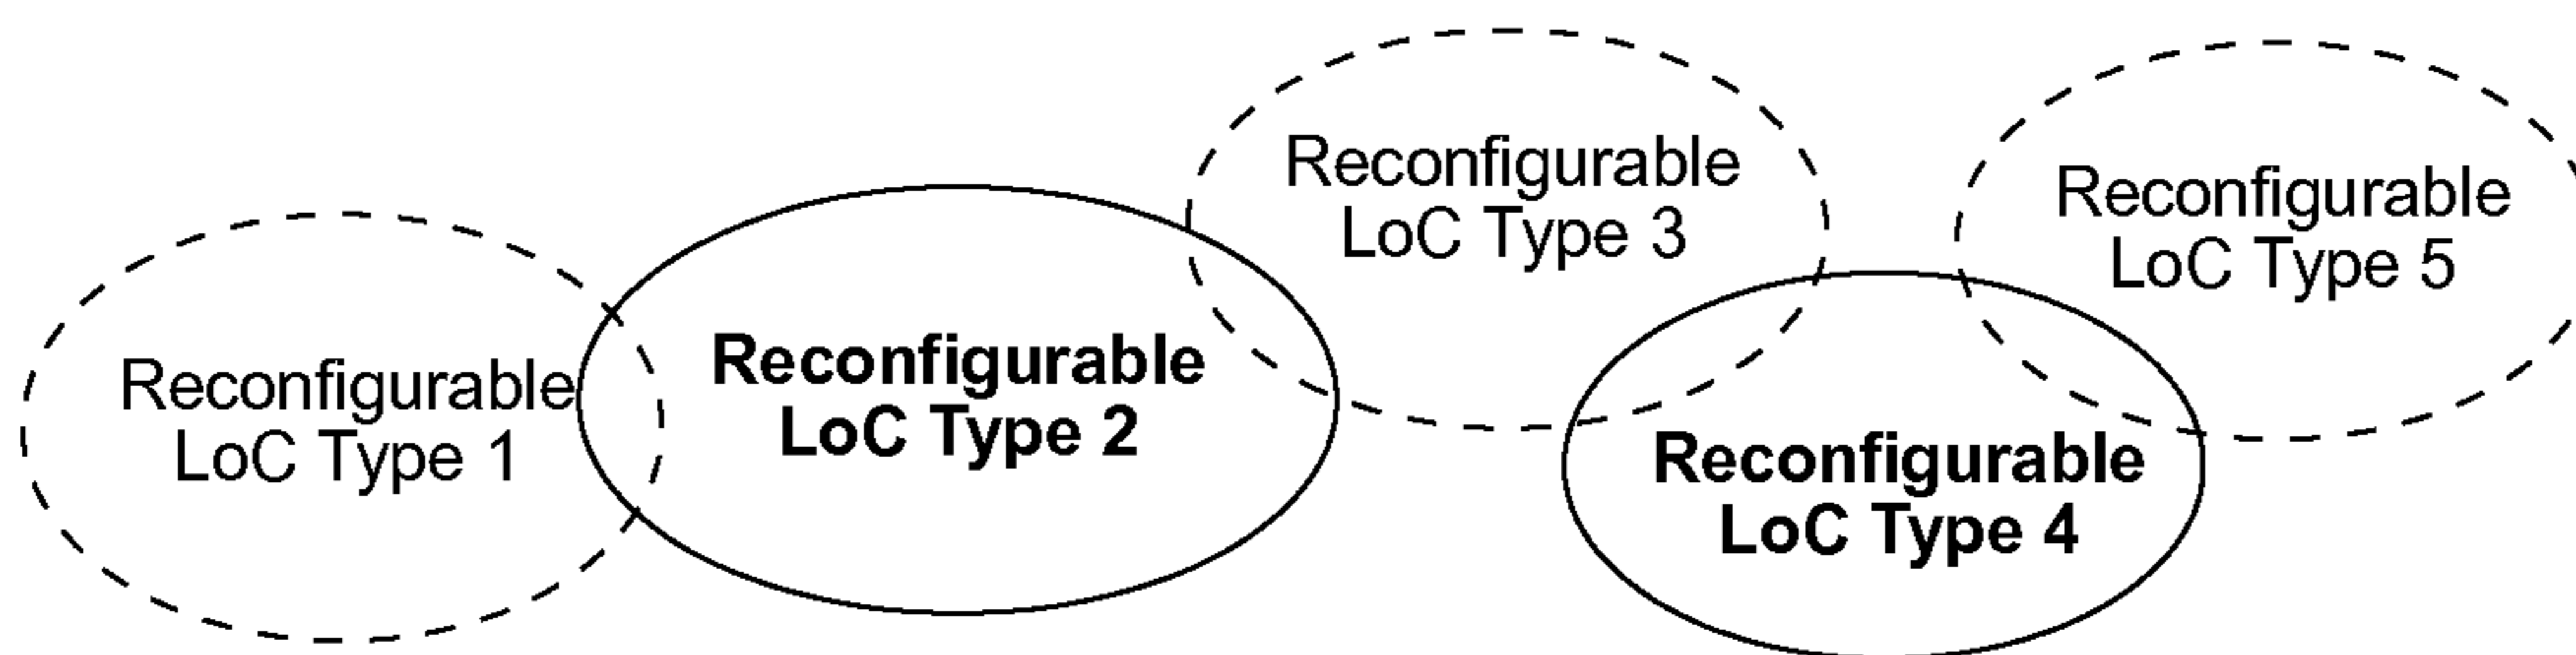 Reconfigurable
LoC Type 1
Reconfigurable
LoC Type 2
Reconfigurable
LoC Type 3
Reconfigurable
LoC Type 4
Reconfigurable
LoC Type 5